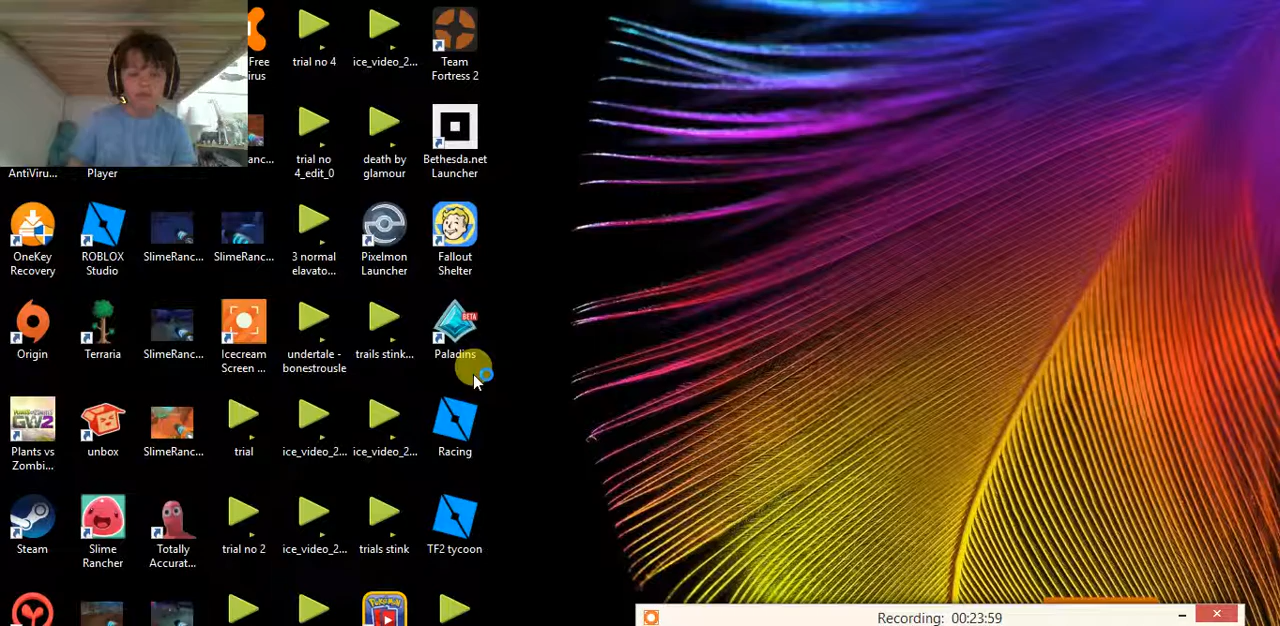 Free
irus
trial no 4
ice_video_2...
Team
Fortress 2
AntiViru...
Player
anc...
trial no
4_edit_0
death by
glamour
Bethesda.net
Launcher
OneKey
Recovery
ROBLOX
Studio
SlimeRanc...
SlimeRanc...
3 normal
elavato...
Pixelmon
Launcher
Fallout
Shelter
Origin
Terraria
SlimeRanc...
Icecream
Screen ...
undertale -
bonestrousle
trails stink...
BETA
Paladins
GW2
Plants vs
Zombi...
unbox
SlimeRanc...
trial
ice_video_2...
ice_video_2...
Racing
Steam
Slime
Rancher
Totally
Accurat...
trial no 2
ice_video_2...
trials stink
TF2 tycoon
Pokémon
Recording: 00:23:59